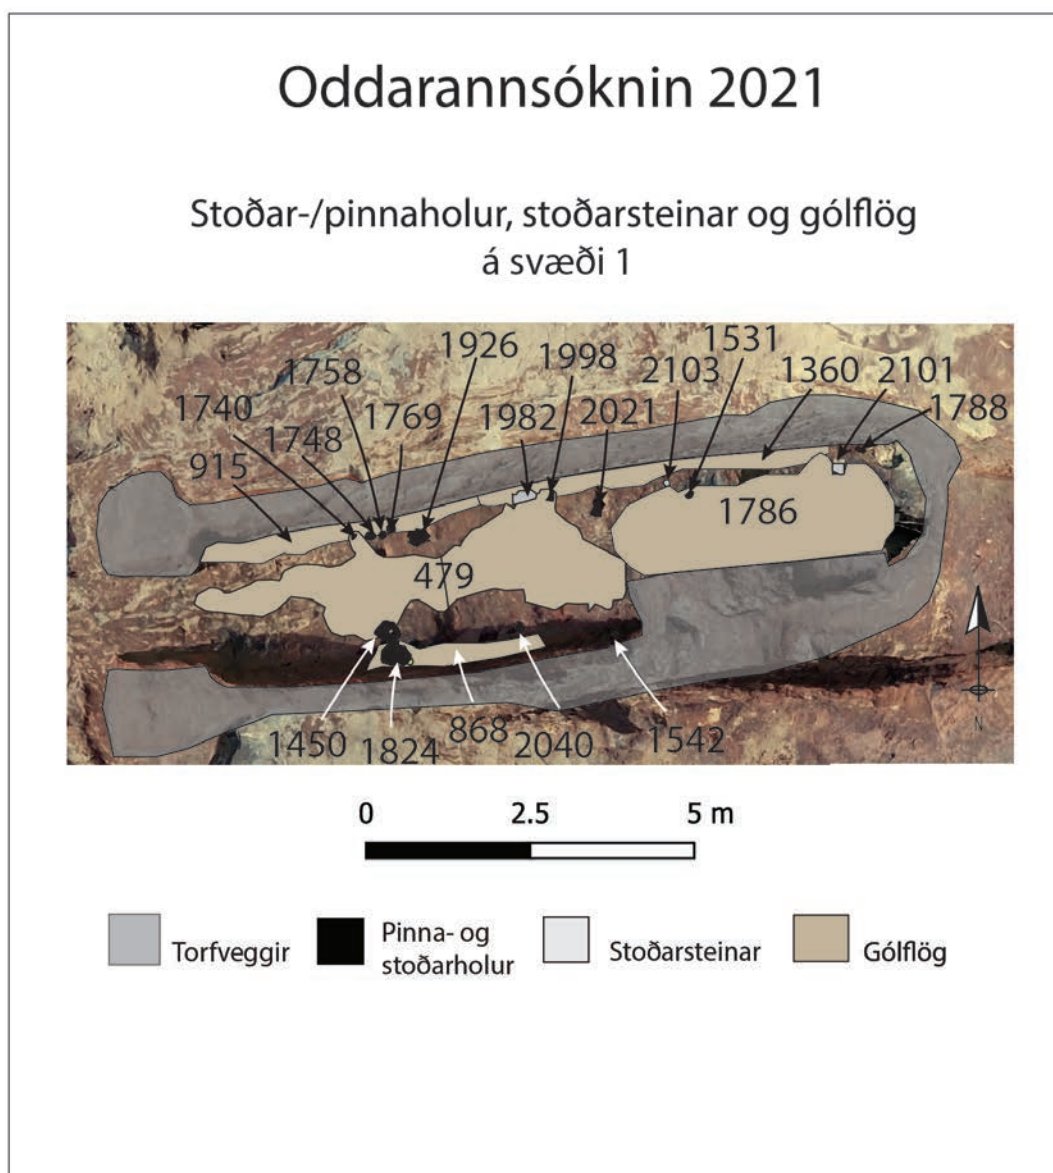 Oddarannsóknin 2021
Stoðar-/pinnaholur, stoðarsteinar og gólflög
á svæði 1
1926
1998
1531
1758
2103
1360
2101
1740
1769
1982
2021
1788
1748
915
1786
479
1450
1824
868
2040
1542
N
0 2.5 5 m
Torfveggir
Pinna- og
stoðarholur
Stoðarsteinar
Gólflög